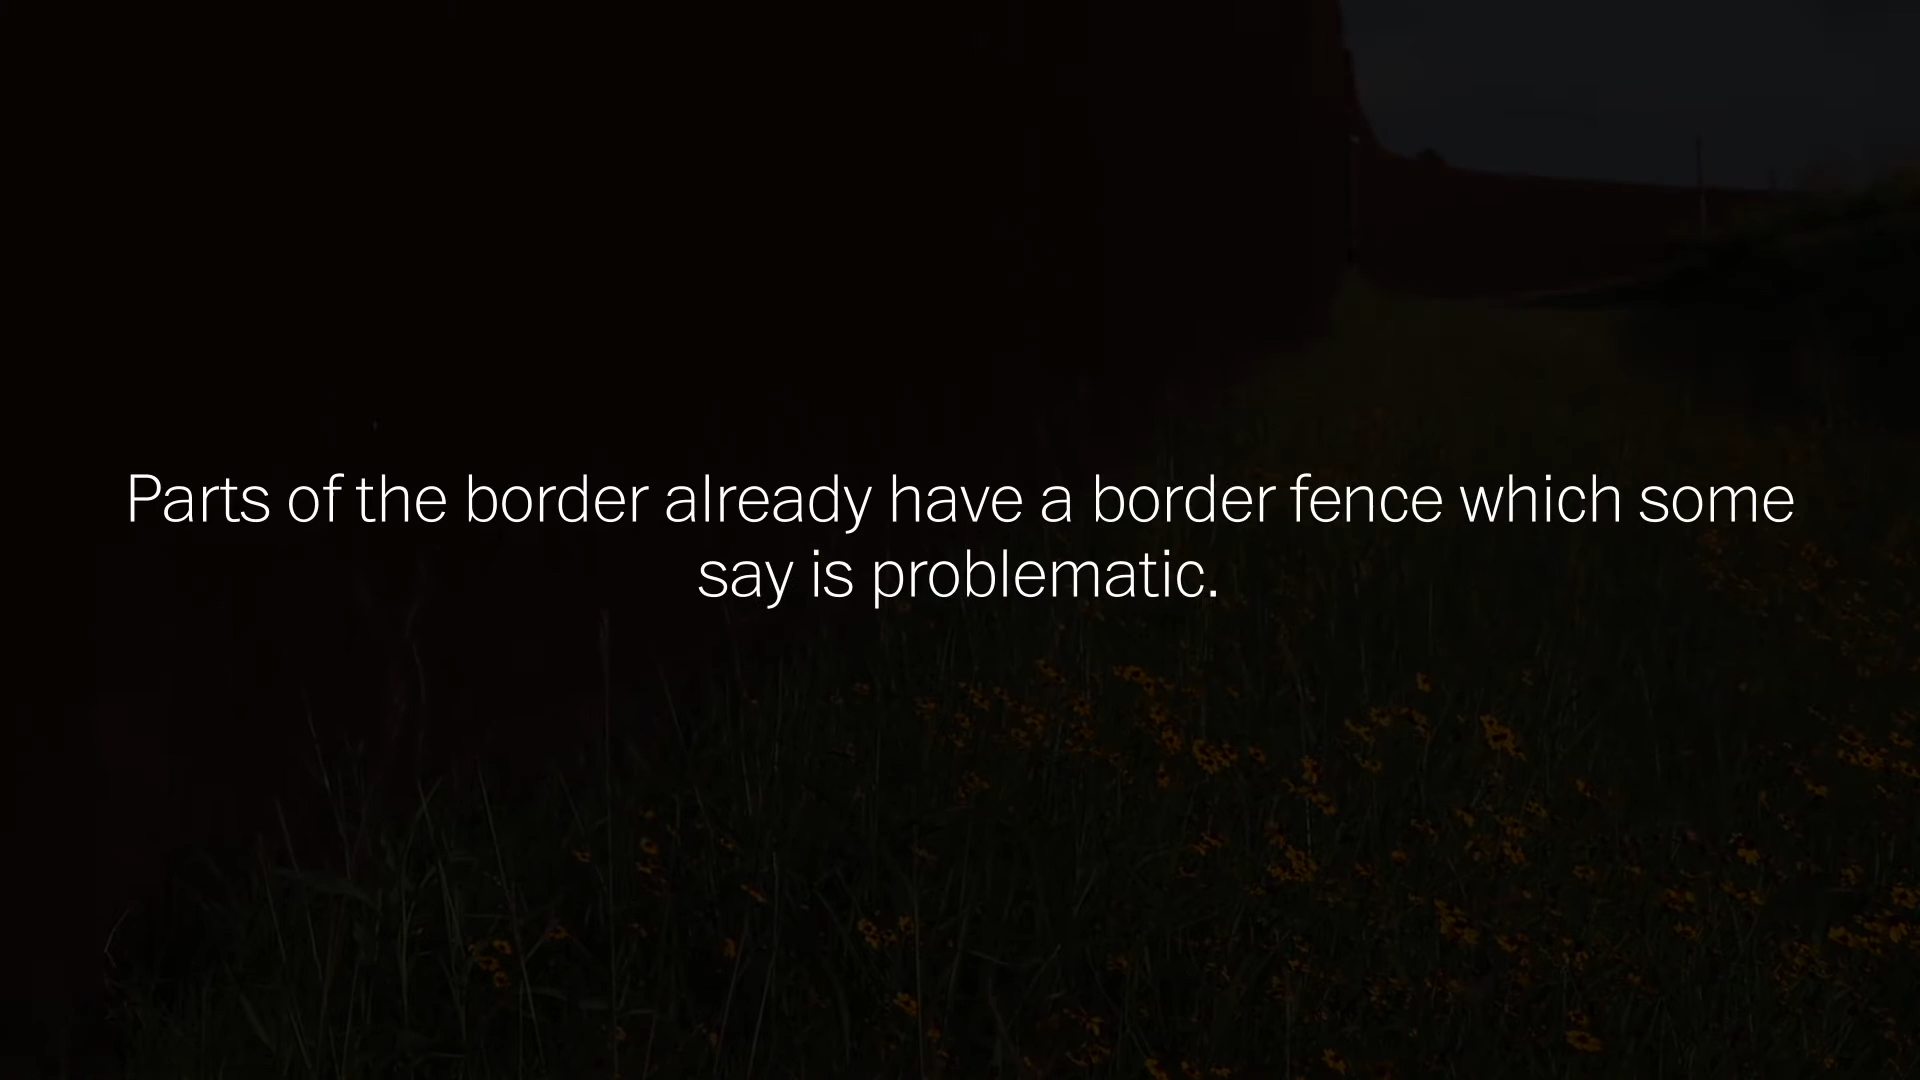 Parts of the border already have a border fence which some
say is problematic.